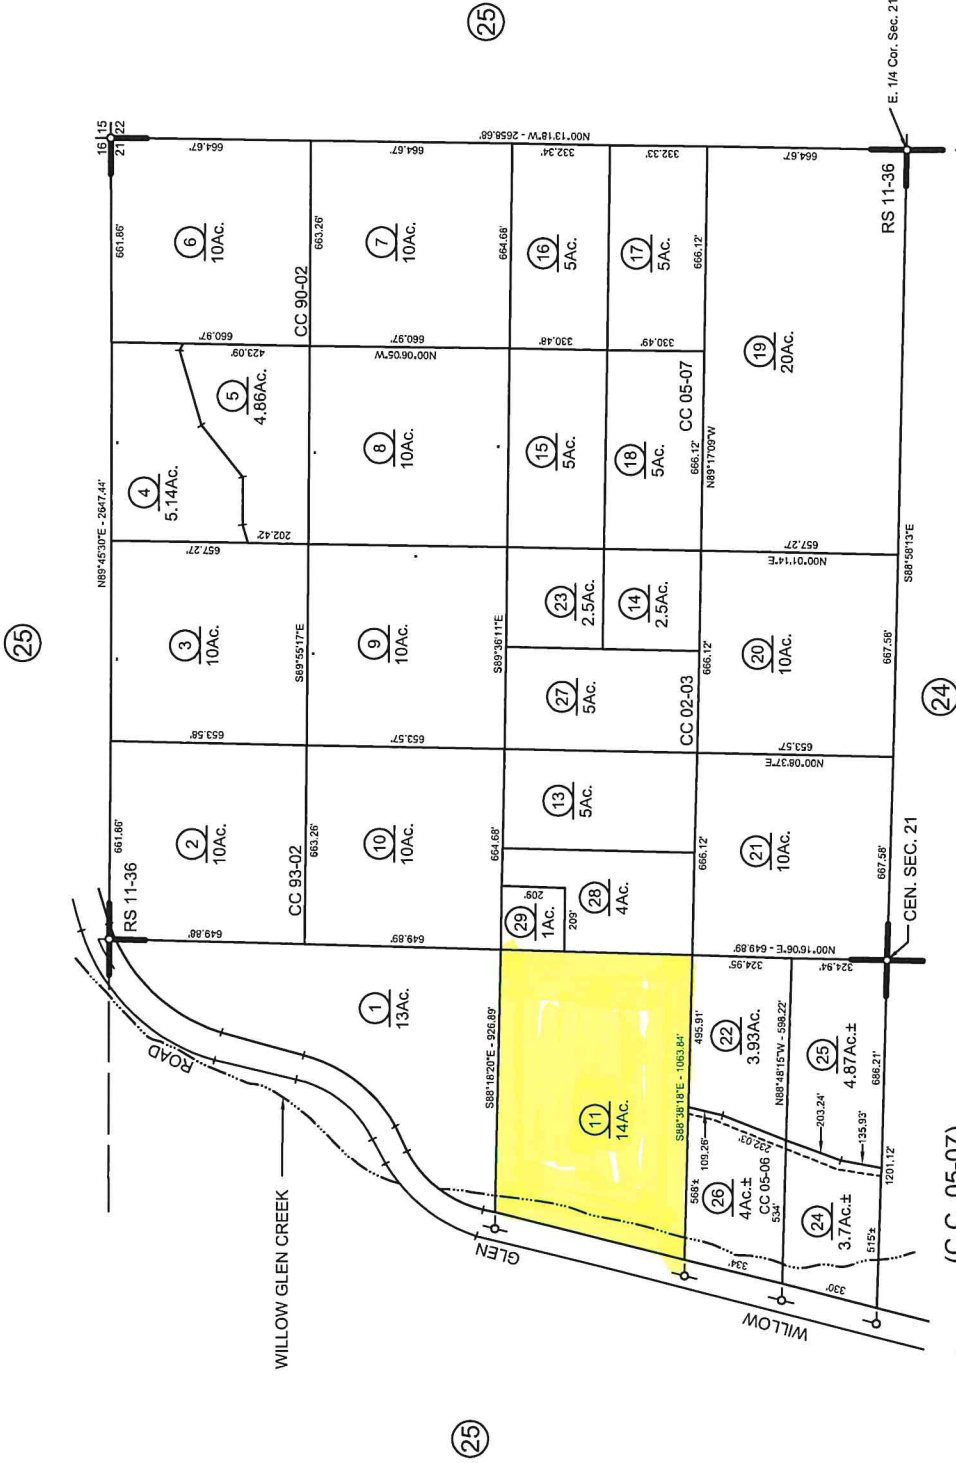 25
25
25
24
16 15
21 22
E. 1/4 Cor. Sec. 21
RS 11-36
N00°13'18"W - 2658.68'
664.67'
664.67'
332.34'
332.33'
664.67'
661.86'
6
10Ac.
663.26'
CC 90-02
7
10Ac.
664.68'
16
5Ac.
17
5Ac.
666.12'
660.97'
660.97'
N00°06'05"W
330.48'
330.49'
19
20Ac.
N89°45'30"E - 2647.44'
4
5.14Ac.
423.09'
5
4.86Ac.
202.42'
8
10Ac.
15
5Ac.
18
5Ac.
CC 05-07
666.12'
N89°17'09"W
657.27'
657.27'
N00°01'14"E
S88°58'13"E
3
10Ac.
S89°55'17"E
9
10Ac.
S89°36'11"E
23
2.5Ac.
14
2.5Ac.
27
5Ac.
666.12'
CC 02-03
20
10Ac.
667.58'
653.58'
653.57'
653.57'
N00°08'37"E
661.86'
2
10Ac.
663.26'
CC 93-02
10
10Ac.
664.68'
13
5Ac.
666.12'
21
10Ac.
667.58'
RS 11-36
649.88'
649.89'
29
1Ac.
209'
209'
28
4Ac.
N00°16'06"E - 649.89'
324.95'
324.94'
CEN. SEC. 21
1
13Ac.
ROAD
WILLOW GLEN CREEK
S88°18'20"E - 926.89'
11
14Ac.
S88°38'18"E - 1063.84'
495.91'
22
3.93Ac.
N88°48'15"W - 598.22'
25
4.87Ac.±
686.21'
203.24'
135.93'
109.26'
232.03'
568'±
26
4Ac.±
CC 05-06
534'
24
3.7Ac.±
1201.12'
515'±
334'
330'
GLEN
WILLOW
(C.C. 05-07)